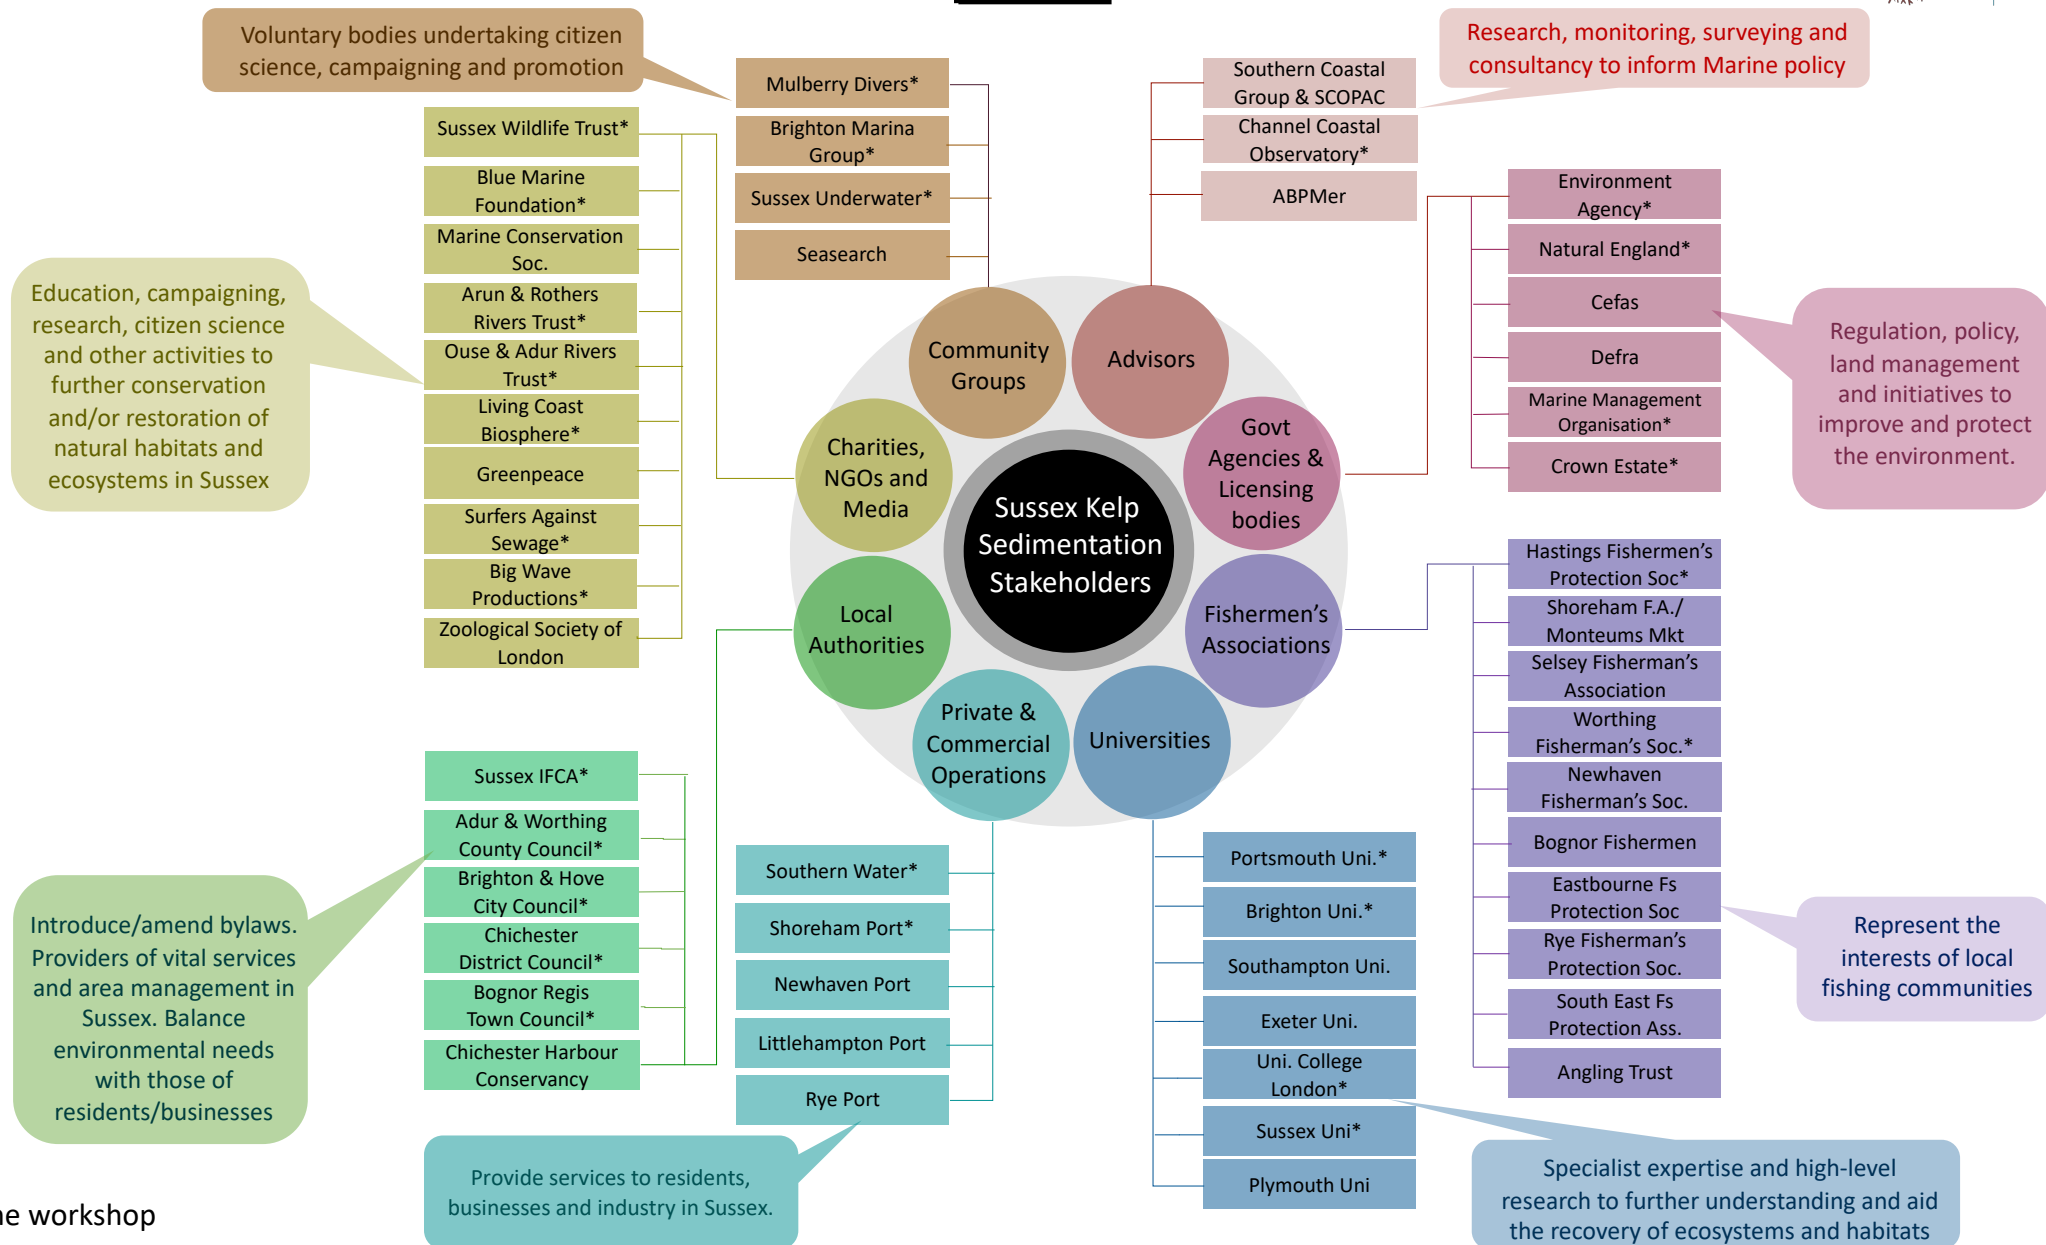 Voluntary bodies undertaking citizen
science, campaigning and promotion
Mulberry Divers*
Brighton Marina
Group*
Sussex Underwater*
Seasearch
Southern Coastal
Group & SCOPAC
Channel Coastal
Observatory*
ABPMer
Research, monitoring, surveying and
consultancy to inform Marine policy
Sussex Wildlife Trust*
Blue Marine
Foundation*
Marine Conservation
Soc.
Arun & Rothers
Rivers Trust*
Ouse & Adur Rivers
Trust*
Living Coast
Biosphere*
Greenpeace
Surfers Against
Sewage*
Big Wave
Productions*
Zoological Society of
London
Education, campaigning,
research, citizen science
and other activities to
further conservation
and/or restoration of
natural habitats and
ecosystems in Sussex
Environment
Agency*
Natural England*
Cefas
Defra
Marine Management
Organisation*
Crown Estate*
Regulation, policy,
land management
and initiatives to
improve and protect
the environment.
Community
Groups
Advisors
Charities,
NGOs and
Media
Govt
Agencies &
Licensing
bodies
Sussex Kelp
Sedimentation
Stakeholders
Local
Authorities
Fishermen's
Associations
Private &
Commercial
Operations
Universities
Hastings Fishermen's
Protection Soc*
Shoreham F.A./
Monteums Mkt
Selsey Fisherman's
Association
Worthing
Fisherman's Soc.*
Newhaven
Fisherman's Soc.
Bognor Fishermen
Eastbourne Fs
Protection Soc
Rye Fisherman's
Protection Soc.
South East Fs
Protection Ass.
Angling Trust
Represent the
interests of local
fishing communities
Sussex IFCA*
Adur & Worthing
County Council*
Brighton & Hove
City Council*
Chichester
District Council*
Bognor Regis
Town Council*
Chichester Harbour
Conservancy
Introduce/amend bylaws.
Providers of vital services
and area management in
Sussex. Balance
environmental needs
with those of
residents/businesses
Southern Water*
Shoreham Port*
Newhaven Port
Littlehampton Port
Rye Port
Provide services to residents,
businesses and industry in Sussex.
Portsmouth Uni.*
Brighton Uni.*
Southampton Uni.
Exeter Uni.
Uni. College
London*
Sussex Uni*
Plymouth Uni
Specialist expertise and high-level
research to further understanding and aid
the recovery of ecosystems and habitats
workshop